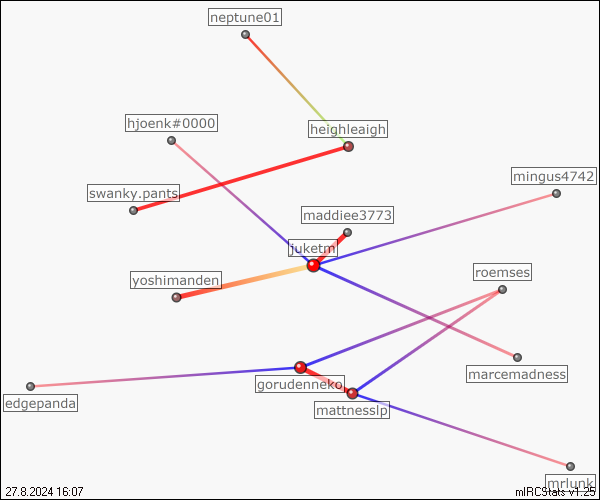 neptune01
hjoenk#0000
heighleaigh
mingus4742
swanky.pants
maddiee3773
juketm
roemses
yoshimanden
marcemadness
gorudenneko
edgepanda
mattnesslp
mrlunk
27.8.2024 16:07
mIRCStats v1.25